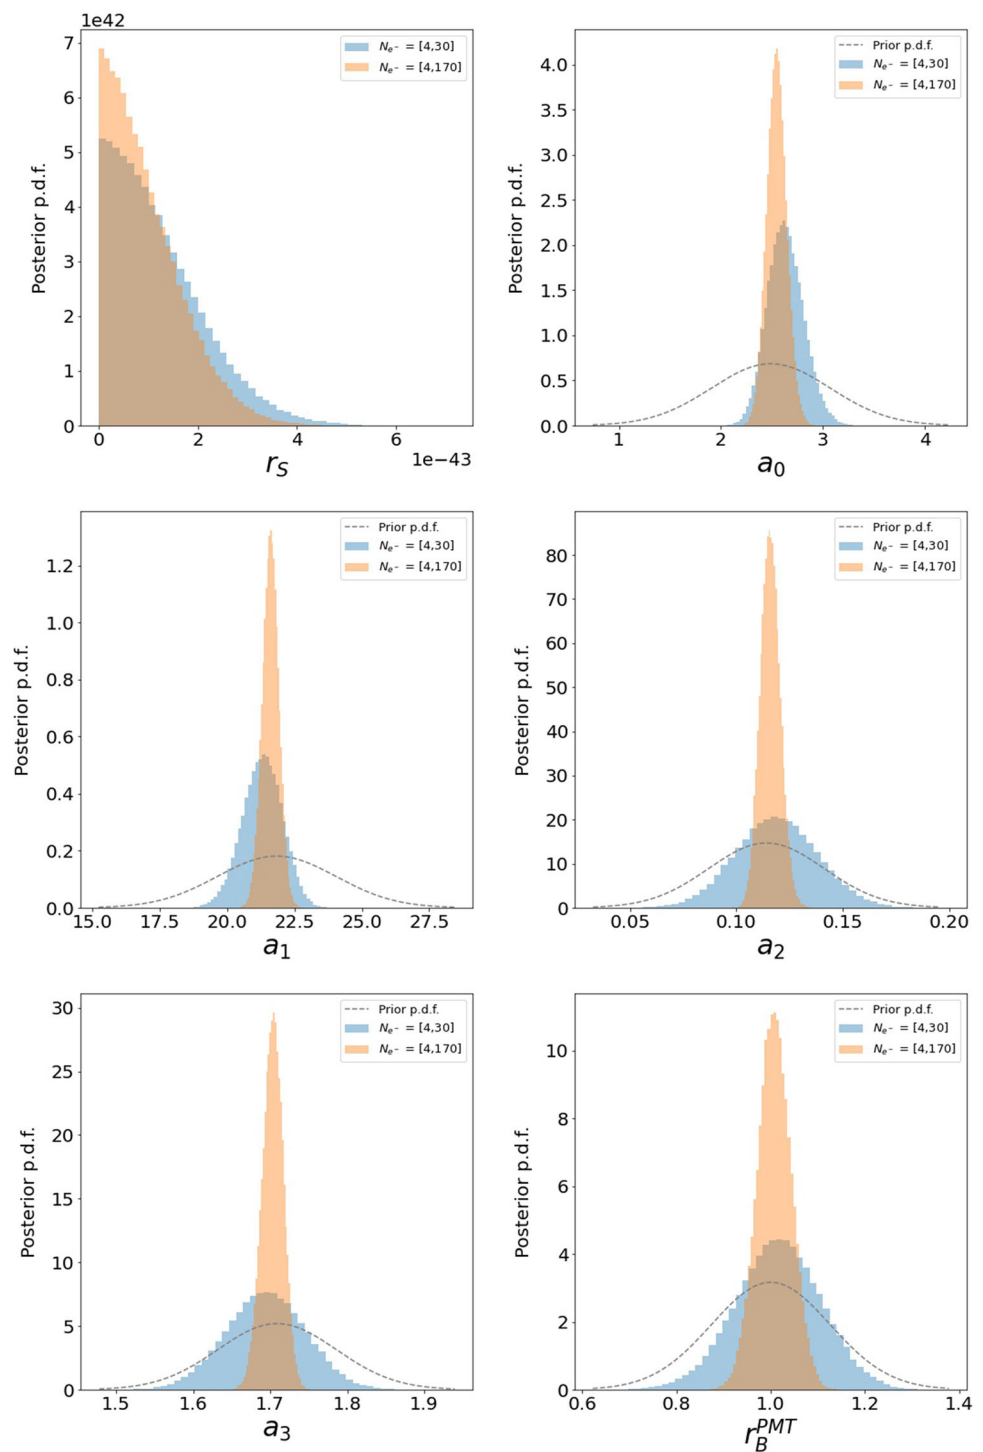 1e42
7
6
5
4
3
2
1
0
Posterior p.d.f.
N_e- = [4,30]
N_e- = [4,170]
0 2 4 6
1e−43
r_S
4.0
3.5
3.0
2.5
2.0
1.5
1.0
0.5
0.0
Posterior p.d.f.
Prior p.d.f.
N_e- = [4,30]
N_e- = [4,170]
1 2 3 4
a_0
1.2
1.0
0.8
0.6
0.4
0.2
0.0
Posterior p.d.f.
Prior p.d.f.
N_e- = [4,30]
N_e- = [4,170]
15.0 17.5 20.0 22.5 25.0 27.5
a_1
80
70
60
50
40
30
20
10
0
Posterior p.d.f.
Prior p.d.f.
N_e- = [4,30]
N_e- = [4,170]
0.05 0.10 0.15 0.20
a_2
30
25
20
15
10
5
0
Posterior p.d.f.
Prior p.d.f.
N_e- = [4,30]
N_e- = [4,170]
1.5 1.6 1.7 1.8 1.9
a_3
10
8
6
4
2
0
Posterior p.d.f.
Prior p.d.f.
N_e- = [4,30]
N_e- = [4,170]
0.6 0.8 1.0 1.2 1.4
r_B^PMT